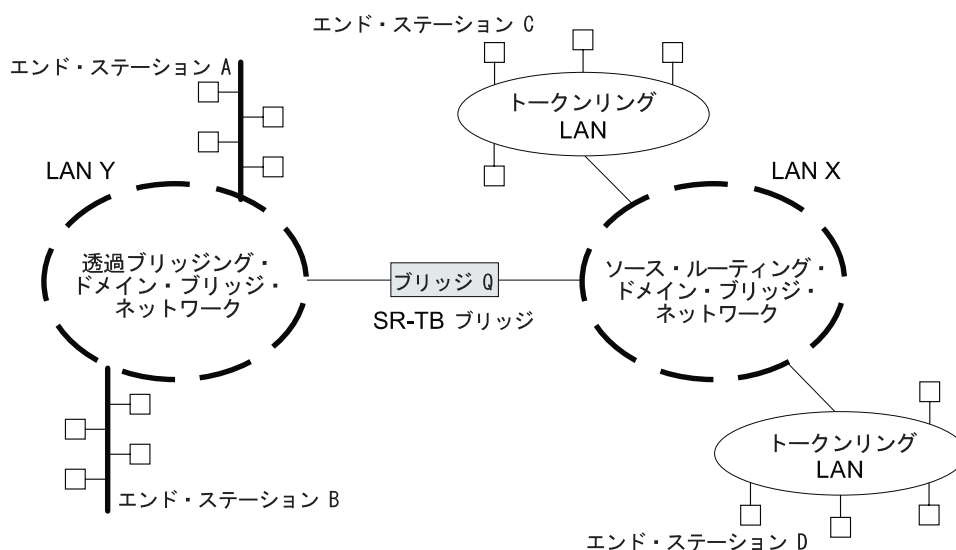 エンド・ステーション C
エンド・ステーション A
トークンリング
LAN
LAN Y
LAN X
透過ブリッジング・
ドメイン・ブリッジ・
ネットワーク
ブリッジ Q
SR-TB ブリッジ
ソース・ルーティング・
ドメイン・ブリッジ・
ネットワーク
トークンリング
LAN
エンド・ステーション B
エンド・ステーション D